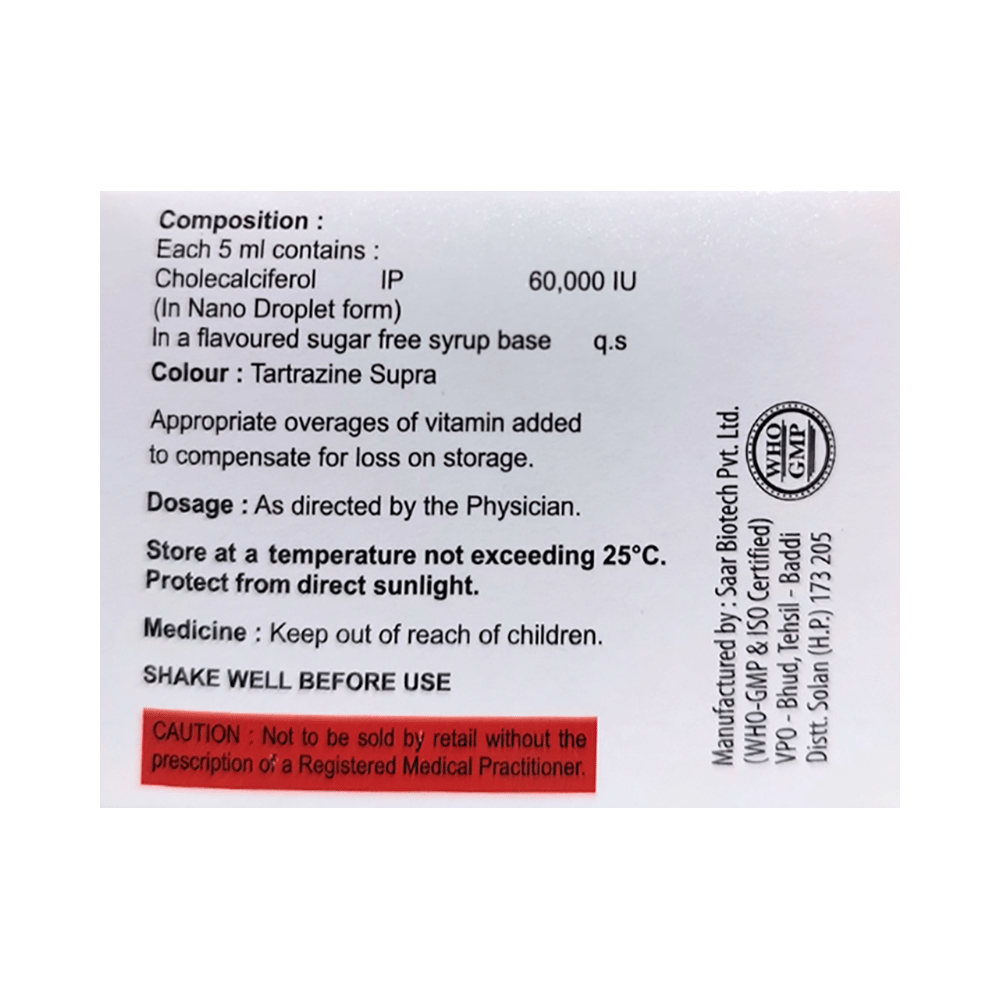 Composition :
Each 5 ml contains :
Cholecalciferol IP 60,000 IU
(In Nano Droplet form)
In a flavoured sugar free syrup base q.s
Colour : Tartrazine Supra
Appropriate overages of vitamin added
to compensate for loss on storage.
Dosage : As directed by the Physician.
Store at a temperature not exceeding 25°C.
Protect from direct sunlight.
Medicine : Keep out of reach of children.
SHAKE WELL BEFORE USE
CAUTION : Not to be sold by retail without the
prescription of a Registered Medical Practitioner.
Manufactured by : Saar Biotech Pvt. Ltd.
(WHO-GMP & ISO Certified)
VPO - Bhud, Tehsil - Baddi
Distt. Solan (H.P.) 173 205
WHO
GMP